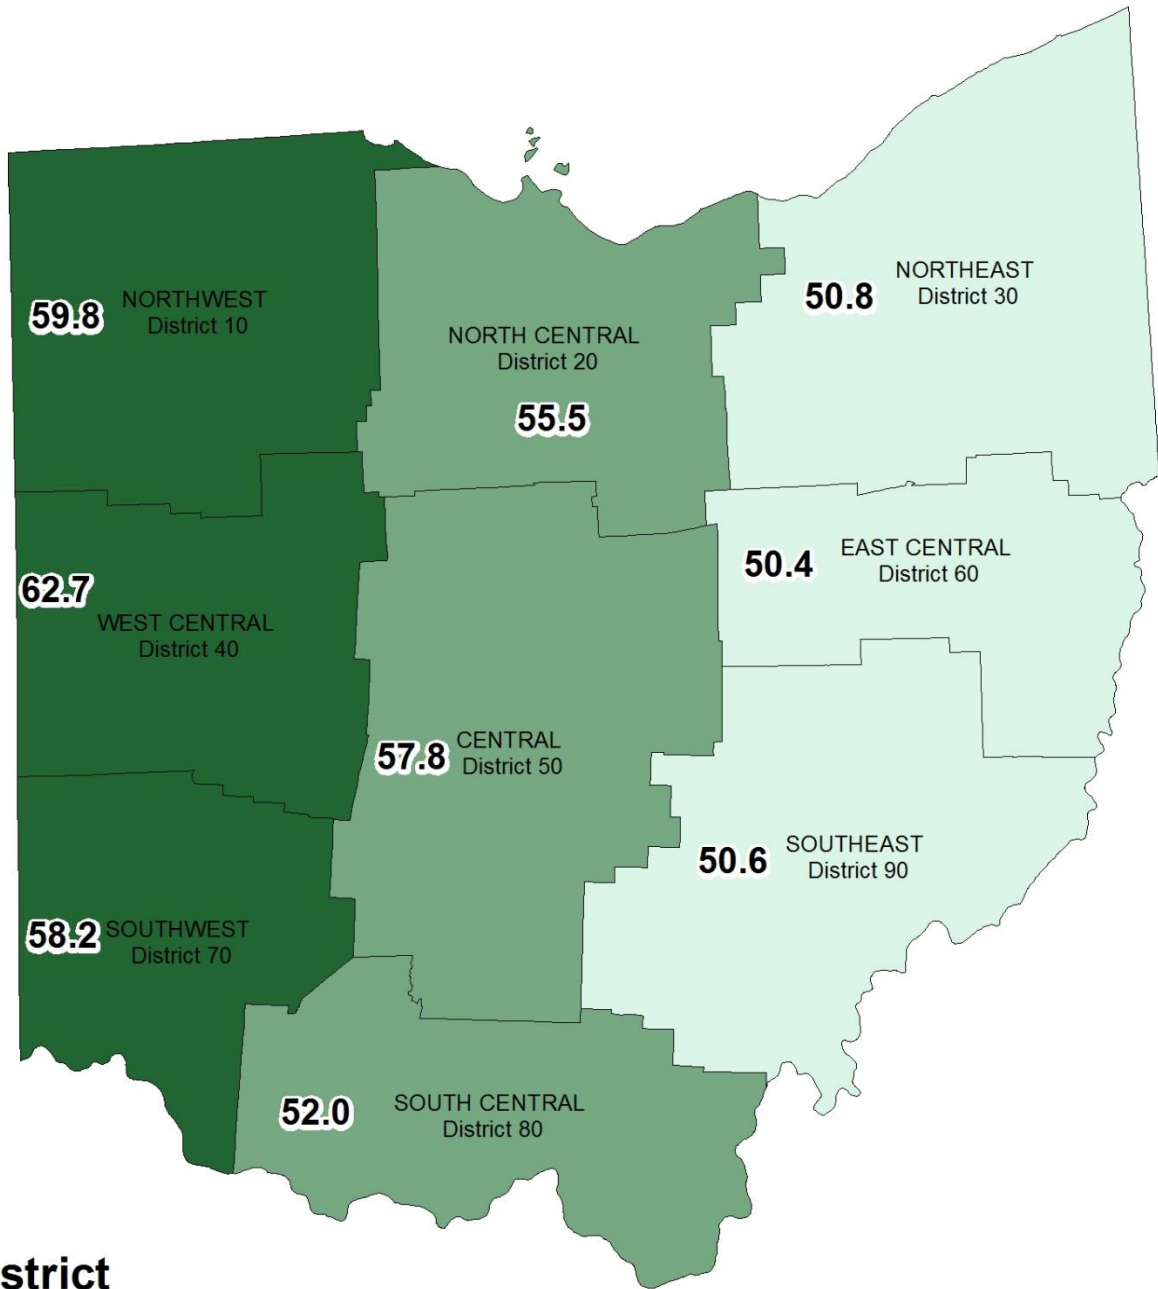 NORTHWEST
59.8
District 10
NORTH CENTRAL
District 20
55.5
NORTHEAST
50.8
District 30
62.7
WEST CENTRAL
District 40
CENTRAL
57.8
District 50
EAST CENTRAL
50.4
District 60
58.2
SOUTHWEST
District 70
SOUTHEAST
50.6
District 90
52.0
SOUTH CENTRAL
District 80
strict